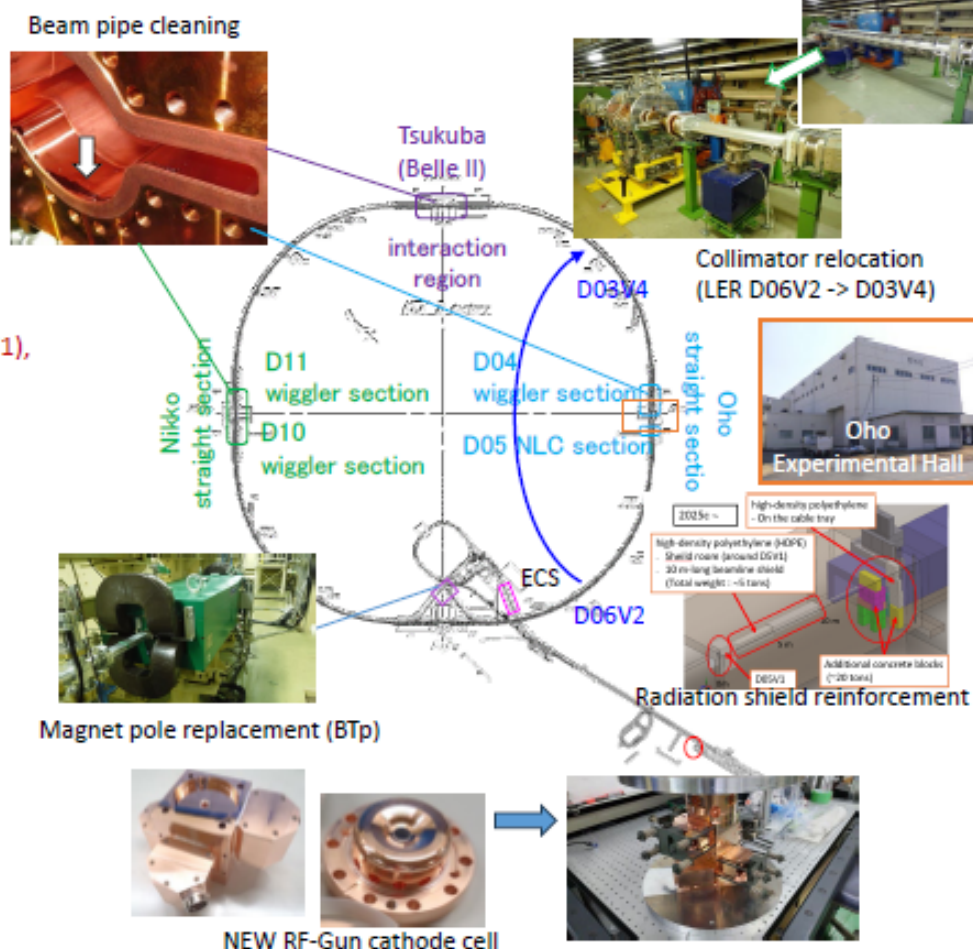 Beam pipe cleaning
Tsukuba
(Belle II)
interaction
region
D03V4
Collimator relocation
(LER D06V2 -> D03V4)
1),
Nikko
straight section
D11
wiggler section
D10
wiggler section
D04
wiggler section
D05 NLC section
Oho
straight sectio
Oho
Experimental Hall
high-density polyethylene
- On the cable tray
high-density polyethylene (HDPE)
Sheild room (around D5V1)
10 m-long beamline shield
(Total weight : ~5 tons)
5 m
D05V1
Additional concrete blocks
(~20 tons)
Radiation shield reinforcement
ECS
D06V2
Magnet pole replacement (BTp)
NEW RF-Gun cathode cell